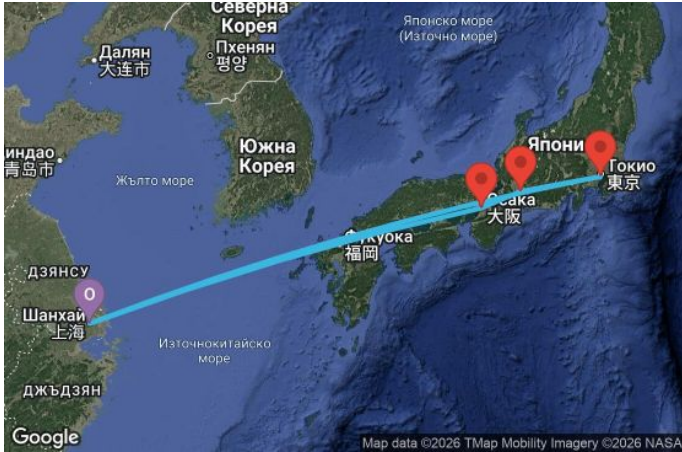 Северна
Корея
Японско море
(Източно море)
Далян
大连市
Пхенян
평양
Южна
Корея
Япони
индао
青岛市
Жълто море
Токио
東京
Osaka
大阪
Фукуока
福岡
ДЗЯНСУ
O
Шанхай
上海
Източнокитайско
море
ДЖЪДЗЯН
Google
Map data ©2026 TMap Mobility Imagery ©2026 NASA